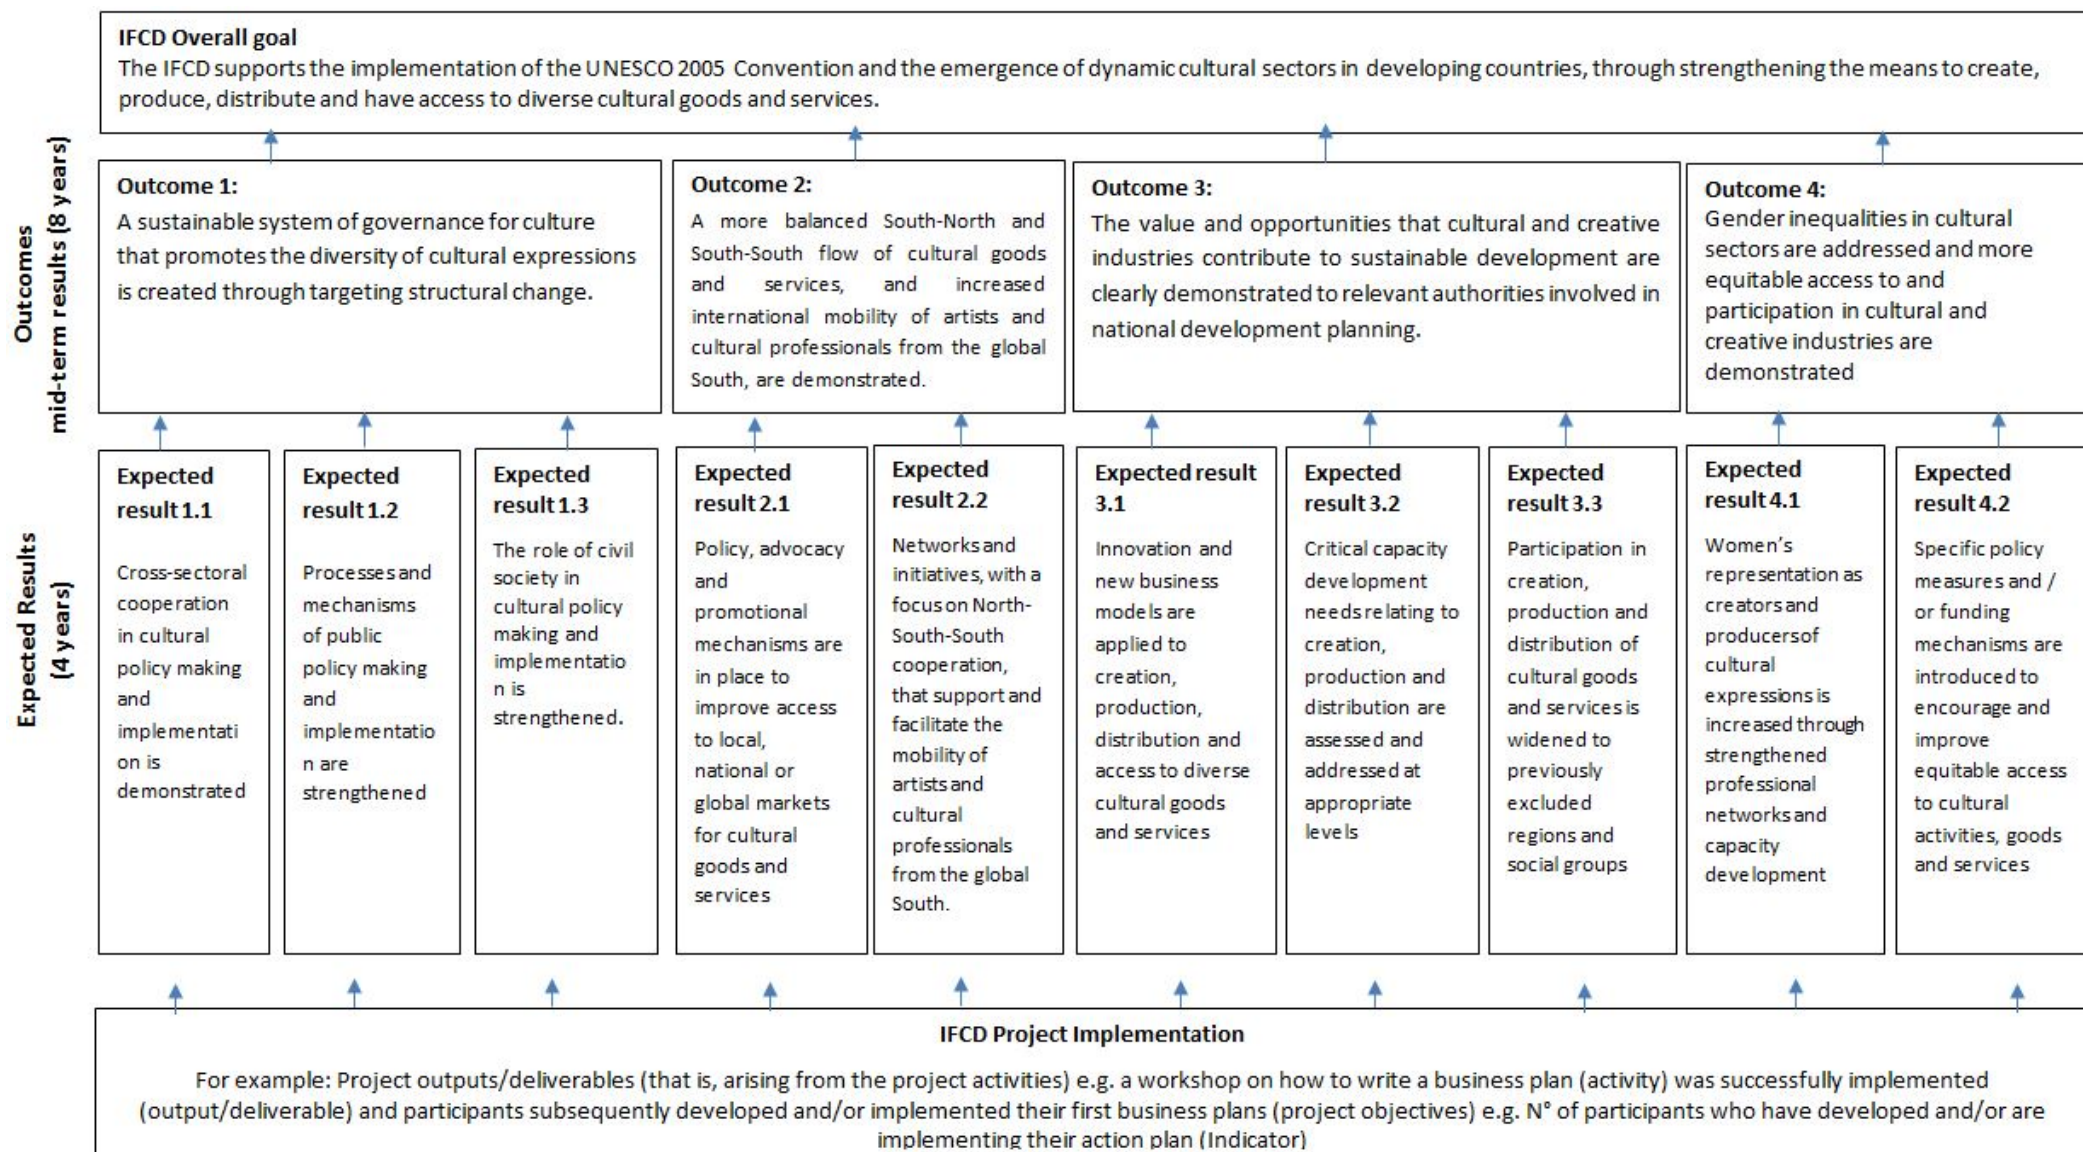 IFCD Overall goal
The IFCD supports the implementation of the UNESCO 2005 Convention and the emergence of dynamic cultural sectors in developing countries, through strengthening the means to create,
produce, distribute and have access to diverse cultural goods and services.
Outcomes
mid-term results (8 years)
Outcome 1:
A sustainable system of governance for culture
that promotes the diversity of cultural expressions
is created through targeting structural change.
Outcome 2:
A more balanced South-North and
South-South flow of cultural goods
and services, and increased
international mobility of artists and
cultural professionals from the global
South, are demonstrated.
Outcome 3:
The value and opportunities that cultural and creative
industries contribute to sustainable development are
clearly demonstrated to relevant authorities involved in
national development planning.
Outcome 4:
Gender inequalities in cultural
sectors are addressed and more
equitable access to and
participation in cultural and
creative industries are
demonstrated
Expected Results
(4 years)
Expected
result 1.1
Cross-sectoral
cooperation
in cultural
policy making
and
implementati
on is
demonstrated
Expected
result 1.2
Processes and
mechanisms
of public
policy making
and
implementatio
n are
strengthened
Expected
result 1.3
The role of civil
society in
cultural policy
making and
implementatio
n is
strengthened.
Expected
result 2.1
Policy, advocacy
and
promotional
mechanisms are
in place to
improve access
to local,
national or
global markets
for cultural
goods and
services
Expected
result 2.2
Networks and
initiatives, with a
focus on North-
South-South
cooperation,
that support and
facilitate the
mobility of
artists and
cultural
professionals
from the global
South.
Expected result
3.1
Innovation and
new business
models are
applied to
creation,
production,
distribution and
access to diverse
cultural goods
and services
Expected
result 3.2
Critical capacity
development
needs relating to
creation,
production and
distribution are
assessed and
addressed at
appropriate
levels
Expected
result 3.3
Participation in
creation,
production and
distribution of
cultural goods
and services is
widened to
previously
excluded
regions and
social groups
Expected
result 4.1
Women's
representation as
creators and
producers of
cultural
expressions is
increased through
strengthened
professional
networks and
capacity
development
Expected
result 4.2
Specific policy
measures and /
or funding
mechanisms are
introduced to
encourage and
improve
equitable access
to cultural
activities, goods
and services
IFCD Project Implementation
For example: Project outputs/deliverables (that is, arising from the project activities) e.g. a workshop on how to write a business plan (activity) was successfully implemented
(output/deliverable) and participants subsequently developed and/or implemented their first business plans (project objectives) e.g. N° of participants who have developed and/or are
implementing their action plan (Indicator)